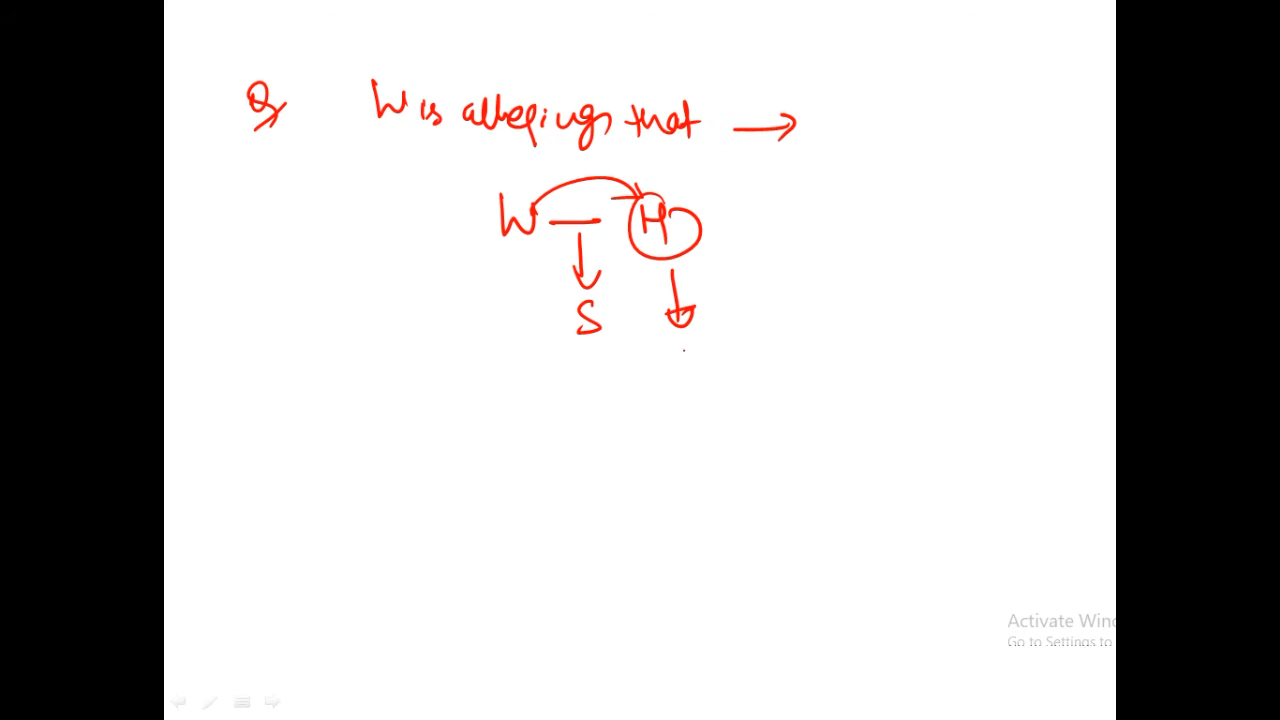 Q W is alleging that →
W — H
S
Activate Win
Go to Settings to